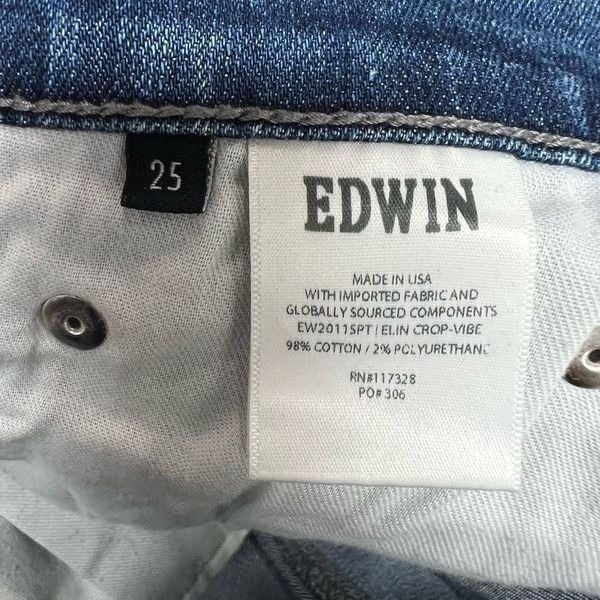 25
EDWIN
MADE IN USA
WITH IMPORTED FABRIC AND
GLOBALLY SOURCED COMPONENTS
EW2011SPT | ELIN CROP-VIBE
98% COTTON / 2% POLYURETHANE
RN#117328
PO# 306